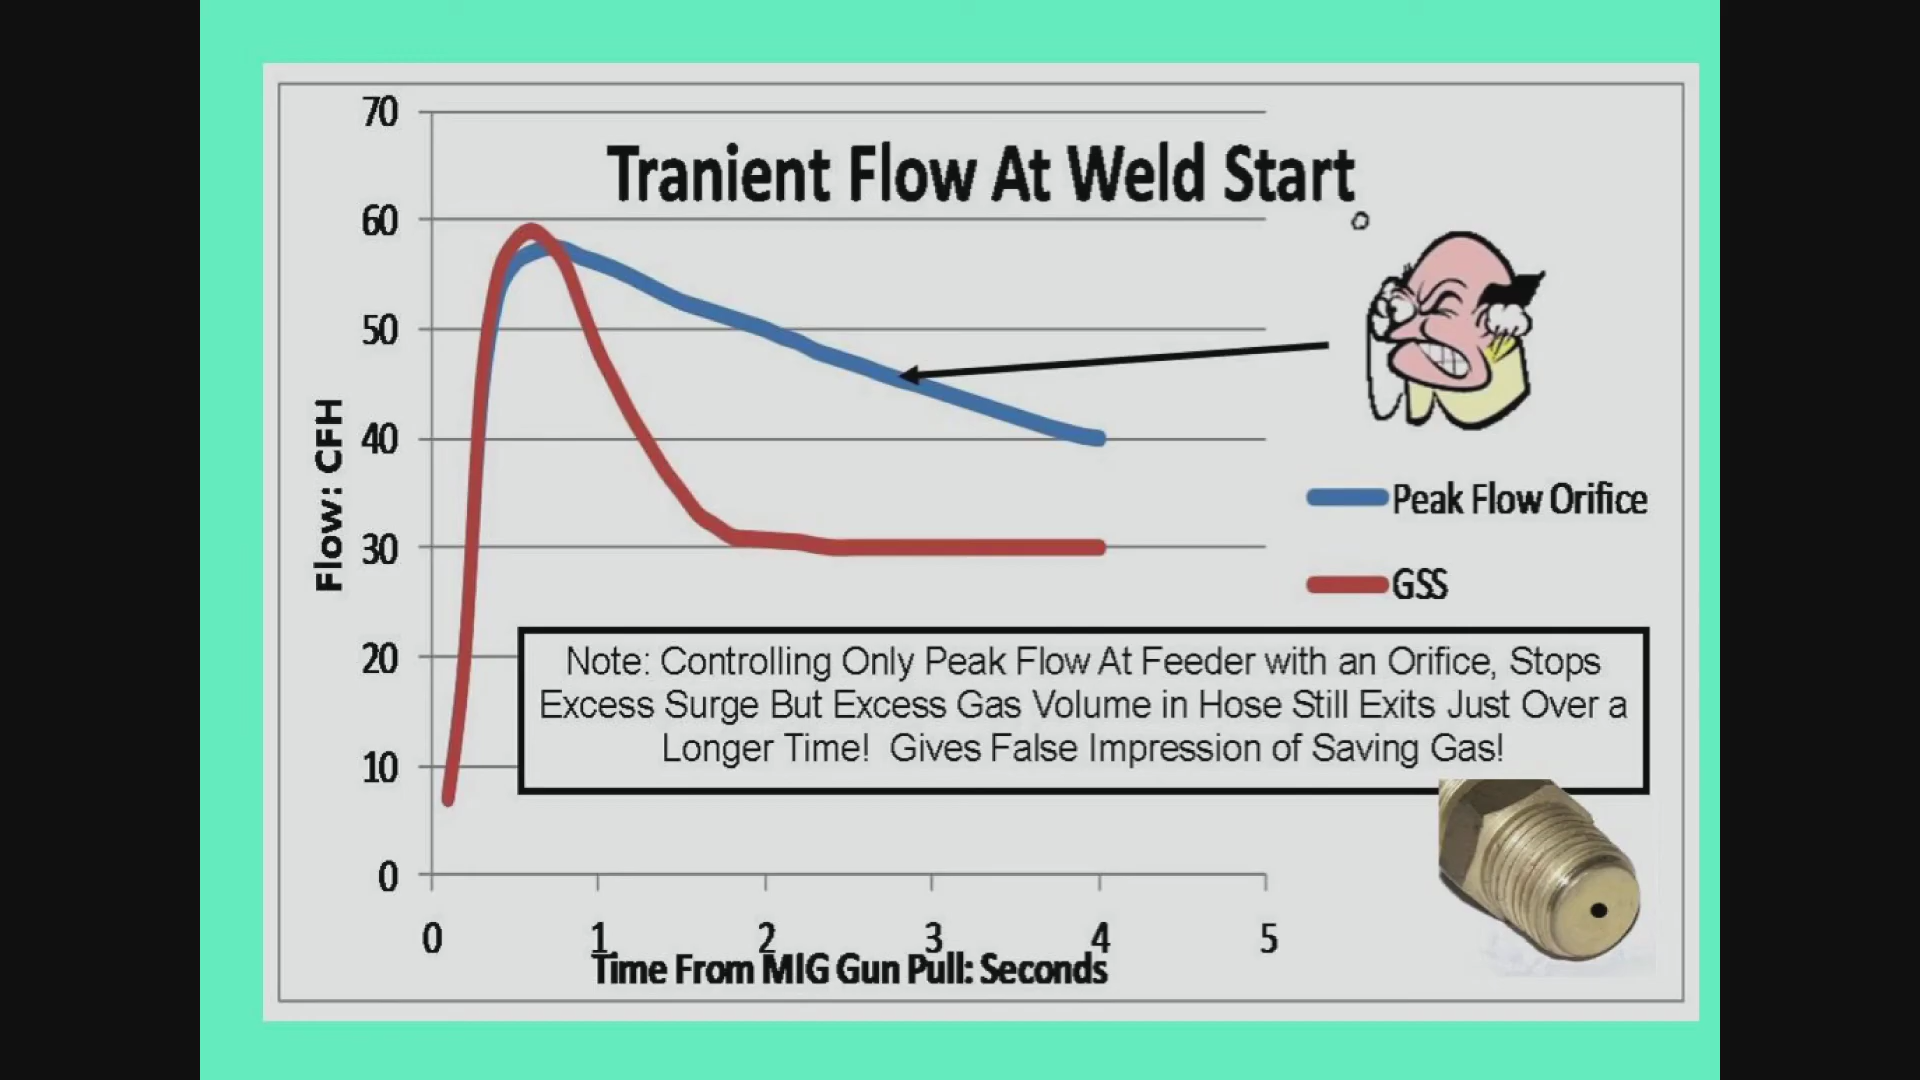 70
Tranient Flow At Weld Start
60
50
40
30
20
10
0
Flow: CFH
Peak Flow Orifice
GSS
Note: Controlling Only Peak Flow At Feeder with an Orifice, Stops
Excess Surge But Excess Gas Volume in Hose Still Exits Just Over a
Longer Time! Gives False Impression of Saving Gas!
0 1 2 3 4 5
Time From MIG Gun Pull: Seconds